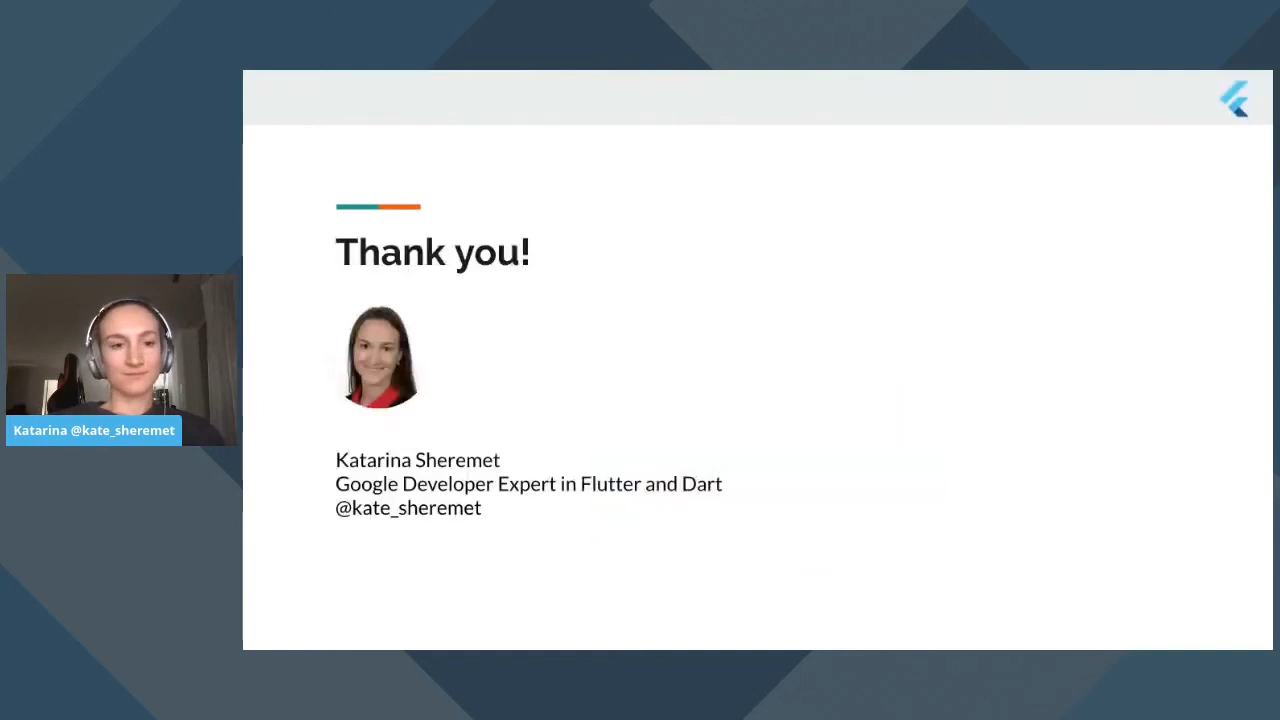 Thank you!
Katarina @kate_sheremet
Katarina Sheremet
Google Developer Expert in Flutter and Dart
@kate_sheremet